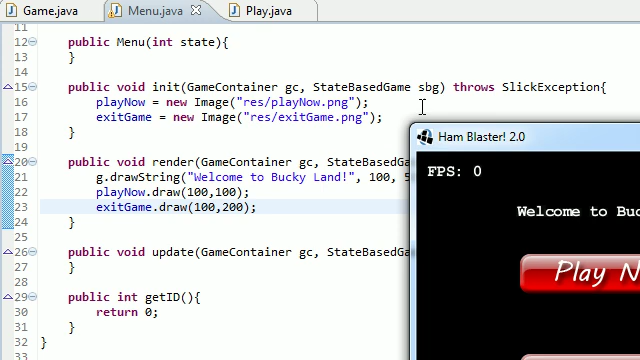 Game.java
Menu.java
Play.java
11
12 public Menu(int state){
13 }
14
15 public void init(GameContainer gc, StateBasedGame sbg) throws SlickException{
16 playNow = new Image("res/playNow.png");
17 exitGame = new Image("res/exitGame.png");
18 }
19
20 public void render(GameContainer gc, StateBasedGa
21 g.drawString("Welcome to Bucky Land!", 100, 5
22 playNow.draw(100,100);
23 exitGame.draw(100,200);
24 }
25
26 public void update(GameContainer gc, StateBasedGa
27 }
28
29 public int getID(){
30 return 0;
31 }
32 }
33
Ham Blaster! 2.0
FPS: 0
Welcome to Buc
Play N